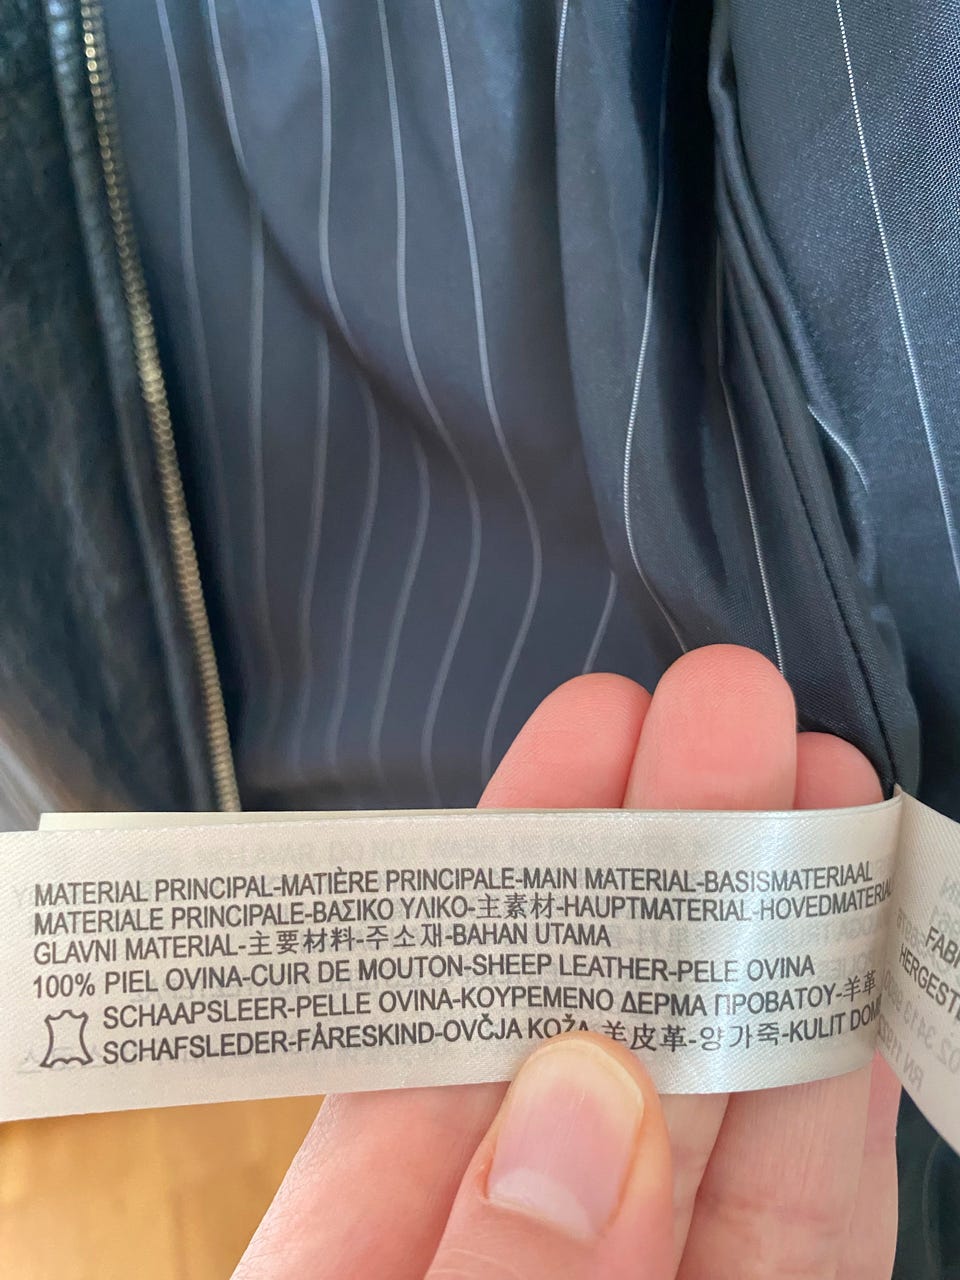 MATERIAL PRINCIPAL-MATIÈRE PRINCIPALE-MAIN MATERIAL-BASISMATERIAAL
MATERIALE PRINCIPALE-ΒΑΣΙΚΟ ΥΛΙΚΟ-主素材-HAUPTMATERIAL-HOVEDMATERIAL
GLAVNI MATERIAL-主要材料-주소재-BAHAN UTAMA
100% PIEL OVINA-CUIR DE MOUTON-SHEEP LEATHER-PELE OVINA
SCHAAPSLEER-PELLE OVINA-ΚΟΥΡΕΜΕΝΟ ΔΕΡΜΑ ΠΡΟΒΑΤΟΥ-羊革
SCHAFSLEDER-FÅRESKIND-OVČJA KOŽA-羊皮革-양가죽-KULIT